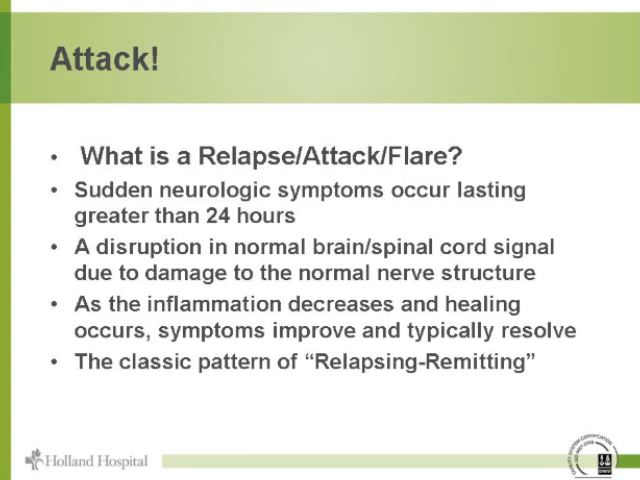 Attack!
• What is a Relapse/Attack/Flare?
• Sudden neurologic symptoms occur lasting
greater than 24 hours
• A disruption in normal brain/spinal cord signal
due to damage to the normal nerve structure
• As the inflammation decreases and healing
occurs, symptoms improve and typically resolve
• The classic pattern of “Relapsing-Remitting”
Holland Hospital